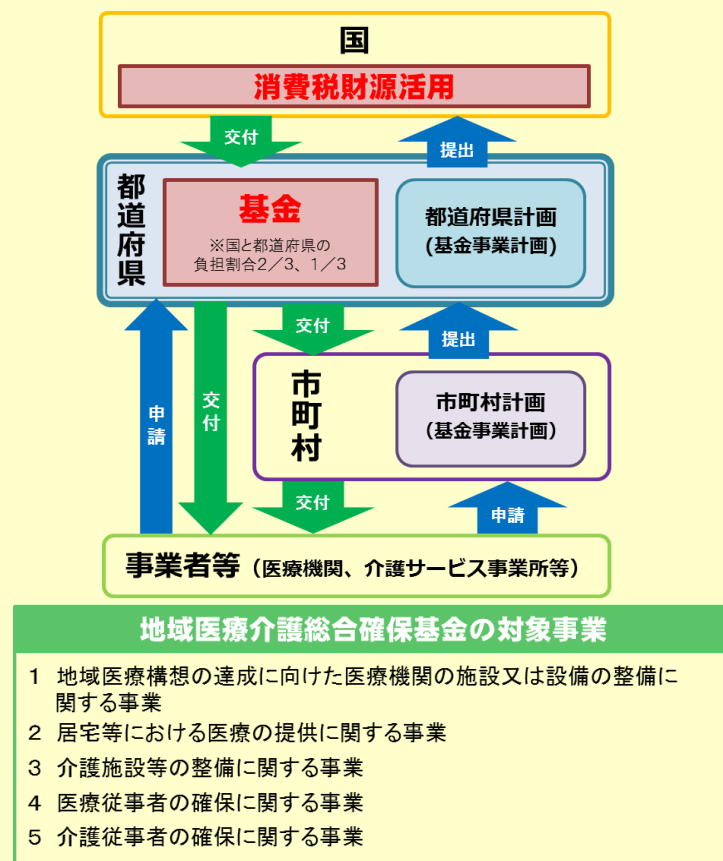 国
消費税財源活用
交付
提出
都道府県
基金
※国と都道府県の
負担割合2／3、1／3
都道府県計画
(基金事業計画)
申請
交付
交付
提出
市町村
市町村計画
(基金事業計画)
交付
申請
事業者等（医療機関、介護サービス事業所等）
地域医療介護総合確保基金の対象事業
1 地域医療構想の達成に向けた医療機関の施設又は設備の整備に
関する事業
2 居宅等における医療の提供に関する事業
3 介護施設等の整備に関する事業
4 医療従事者の確保に関する事業
5 介護従事者の確保に関する事業